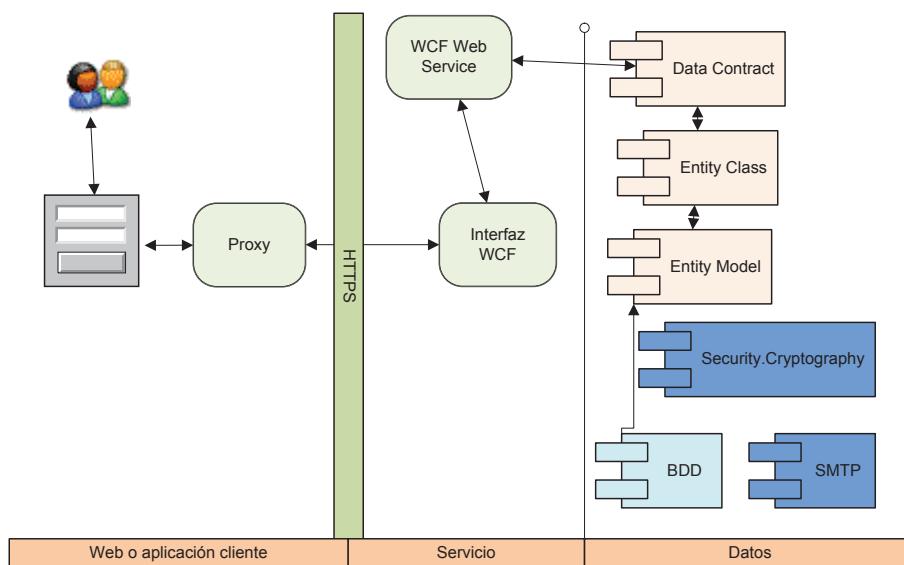 WCF Web
Service
Data Contract
Entity Class
Proxy
HTTPS
Interfaz
WCF
Entity Model
Security.Cryptography
BDD
SMTP
Web o aplicación cliente
Servicio
Datos